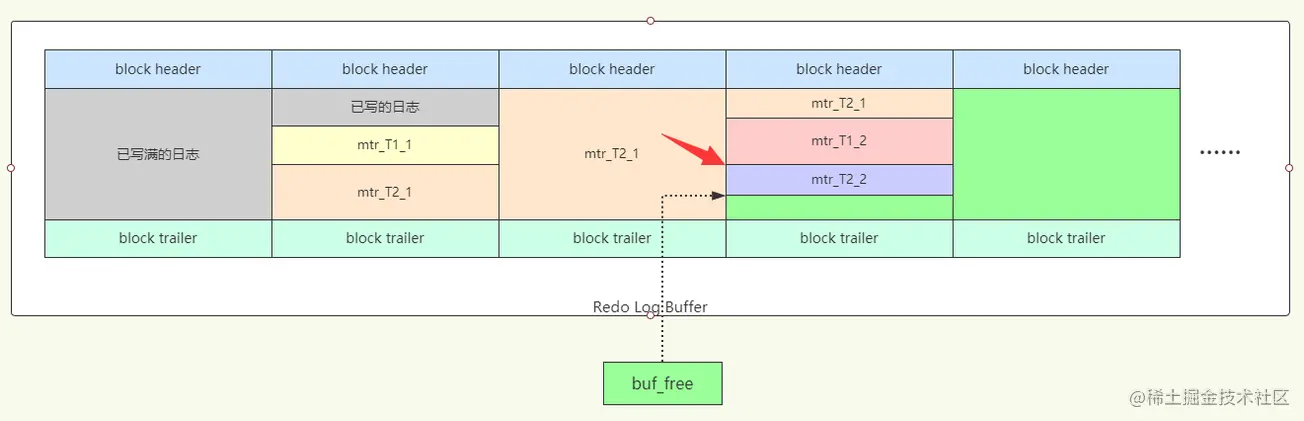 block header
block header
block header
block header
block header
已写满的日志
已写的日志
mtr_T1_1
mtr_T2_1
mtr_T2_1
mtr_T2_1
mtr_T1_2
mtr_T2_2
......
block trailer
block trailer
block trailer
block trailer
block trailer
Redo Log Buffer
buf_free
@稀土掘金技术社区